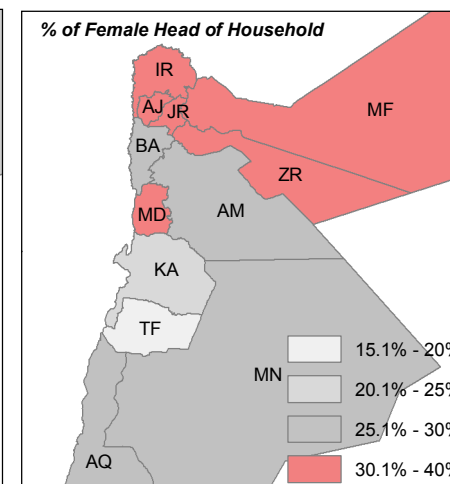 % of Female Head of Household
IR
MF
AJ
JR
BA
ZR
MD
AM
KA
TF
15.1% - 20%
MN
20.1% - 25%
25.1% - 30%
AQ
30.1% - 40%